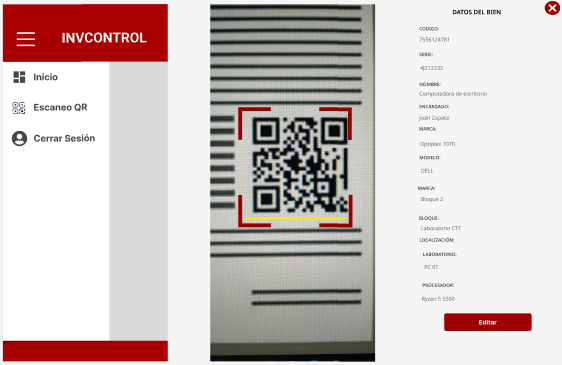 INVCONTROL
Inicio
Escaneo QR
Cerrar Sesión
DATOS DEL BIEN
CODIGO:
7556124781
SERIE:
4J212232
NOMBRE:
Computadora de escritorio
ENCARGADO:
Juan Zapata
MARCA:
Optiplex 7070
MODELO:
DELL
MARCA:
Bloque 2
BLOQUE:
Laboratorio CTT
LOCALIZACIÓN:
LABORATORIO:
PC 01
PROCESADOR:
Ryzen 5 5500
Editar